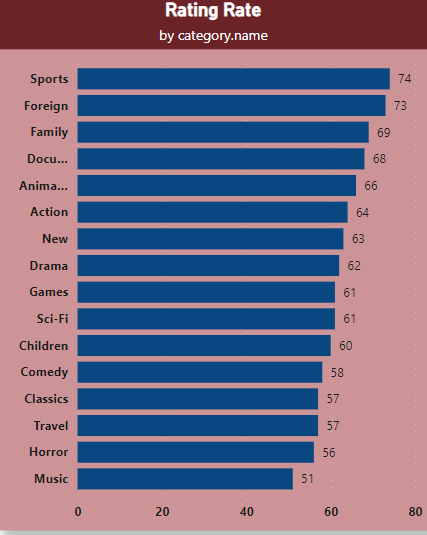 Rating Rate
by category.name
Sports 74
Foreign 73
Family 69
Docu... 68
Anima... 66
Action 64
New 63
Drama 62
Games 61
Sci-Fi 61
Children 60
Comedy 58
Classics 57
Travel 57
Horror 56
Music 51
0 20 40 60 80